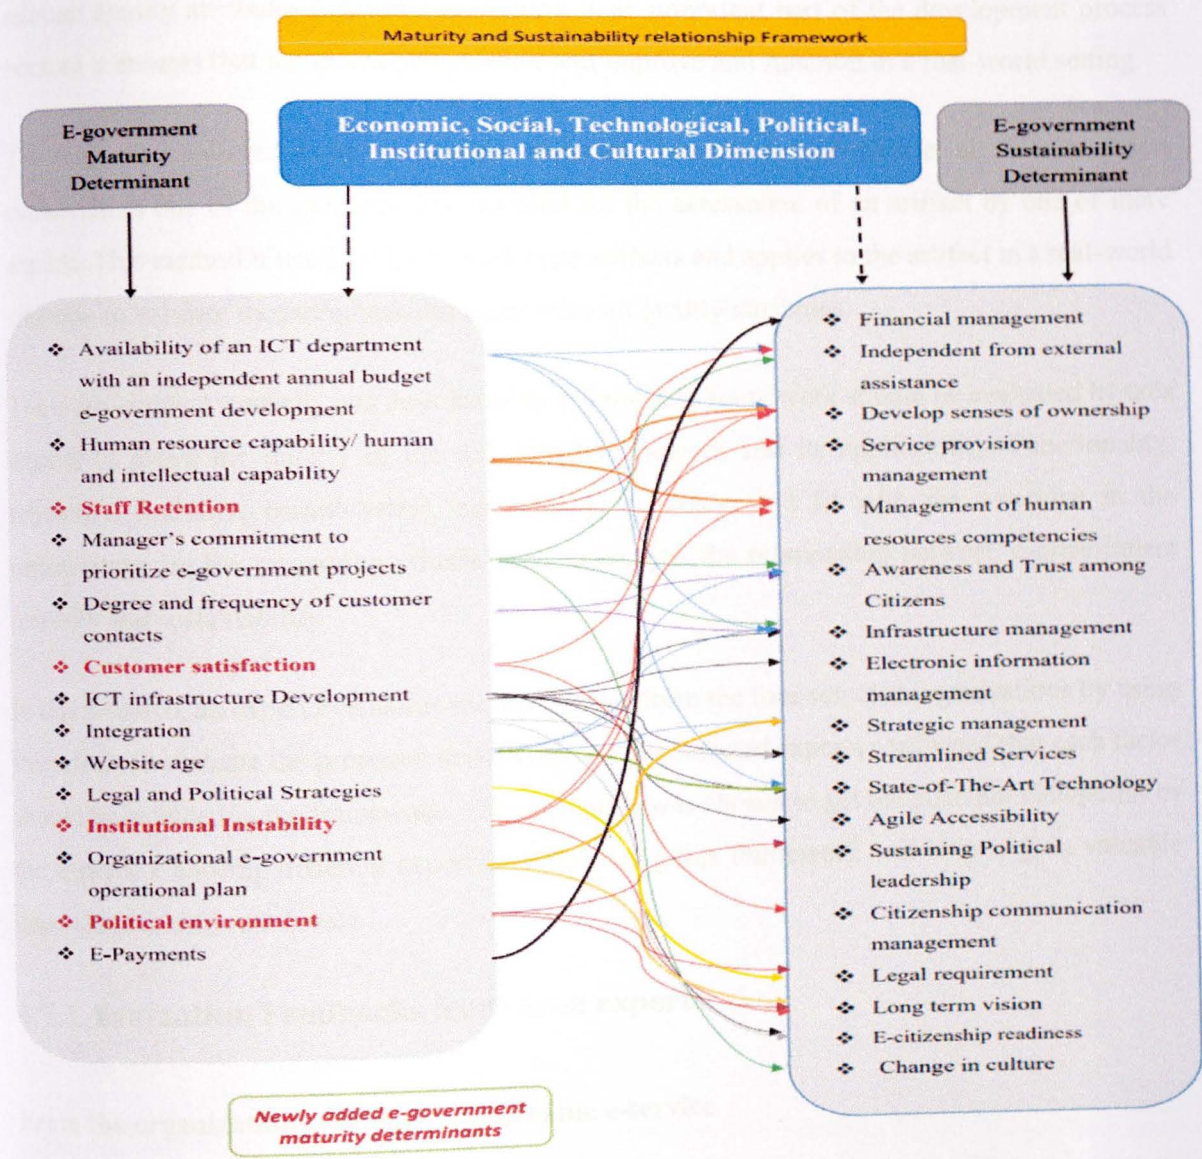 Maturity and Sustainability relationship Framework
E-government
Maturity
Determinant
Economic, Social, Technological, Political,
Institutional and Cultural Dimension
E-government
Sustainability
Determinant
❖ Availability of an ICT department
with an independent annual budget
e-government development
❖ Human resource capability/ human
and intellectual capability
❖ Staff Retention
❖ Manager's commitment to
prioritize e-government projects
❖ Degree and frequency of customer
contacts
❖ Customer satisfaction
❖ ICT infrastructure Development
❖ Integration
❖ Website age
❖ Legal and Political Strategies
❖ Institutional Instability
❖ Organizational e-government
operational plan
❖ Political environment
❖ E-Payments
❖ Financial management
❖ Independent from external
assistance
❖ Develop senses of ownership
❖ Service provision
management
❖ Management of human
resources competencies
❖ Awareness and Trust among
Citizens
❖ Infrastructure management
❖ Electronic information
management
❖ Strategic management
❖ Streamlined Services
❖ State-of-The-Art Technology
❖ Agile Accessibility
❖ Sustaining Political
leadership
❖ Citizenship communication
management
❖ Legal requirement
❖ Long term vision
❖ E-citizenship readiness
❖ Change in culture
Newly added e-government
maturity determinants